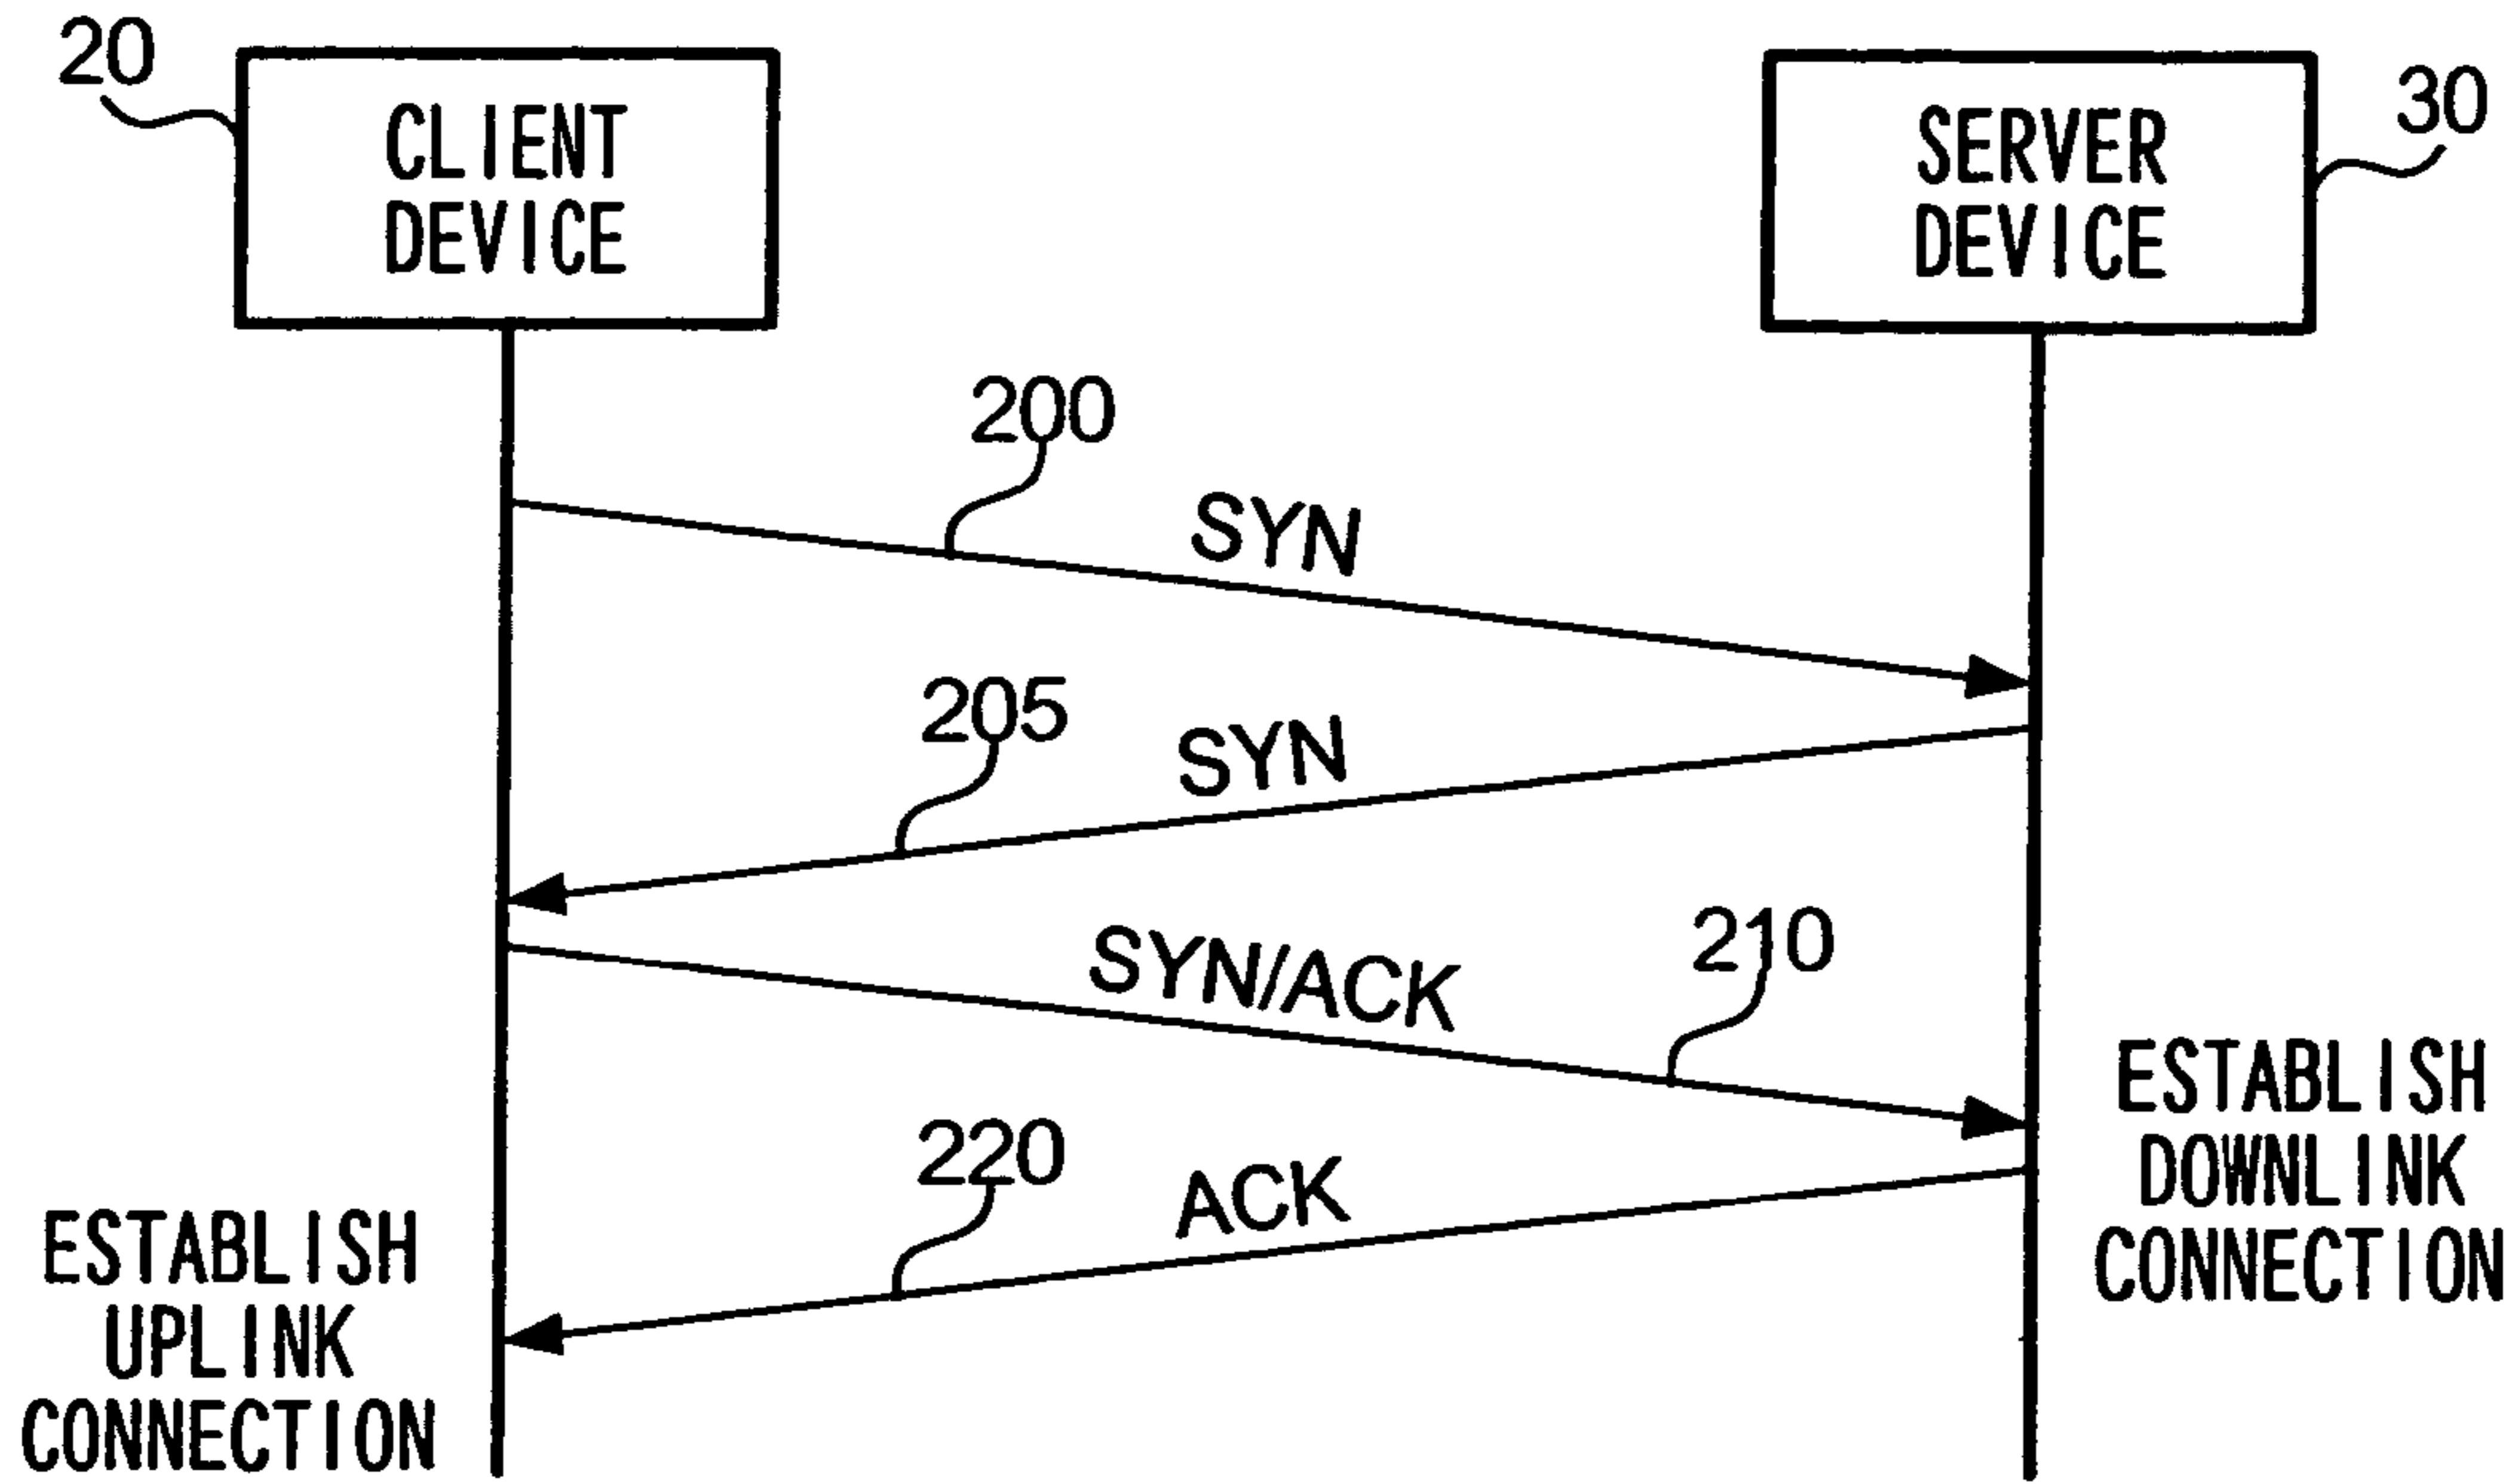 20
CLIENT
DEVICE
SERVER
DEVICE
30
200
SYN
205
SYN
SYN/ACK
210
220
ACK
ESTABLISH
DOWNLINK
CONNECTION
ESTABLISH
UPLINK
CONNECTION